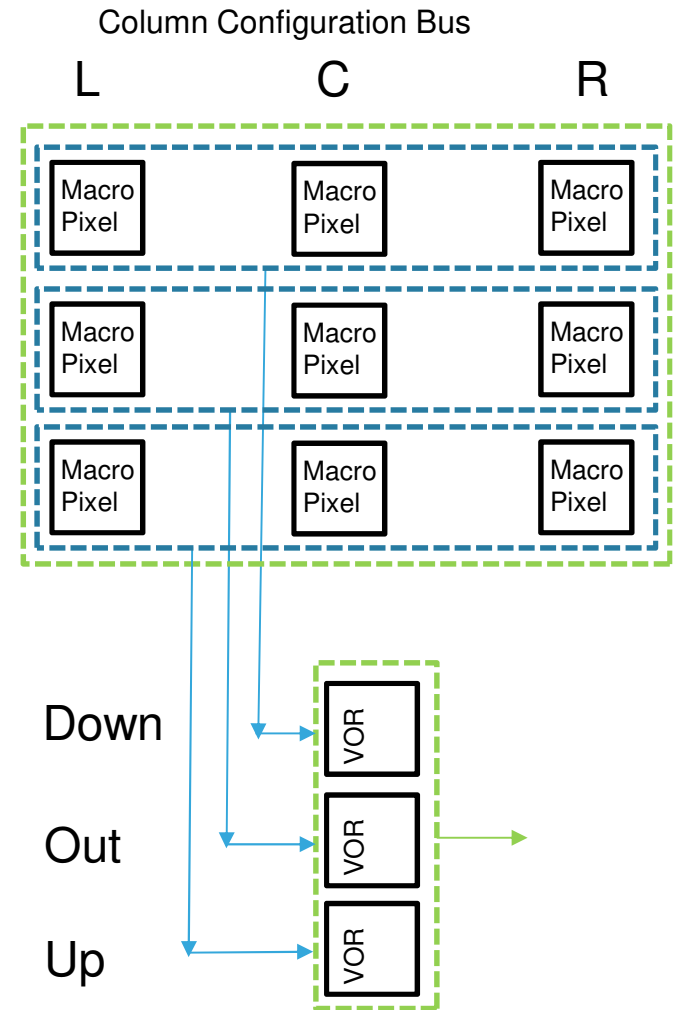 Column Configuration Bus
L C R
Macro Macro Macro
Pixel Pixel Pixel
Macro Macro Macro
Pixel Pixel Pixel
Macro Macro Macro
Pixel Pixel Pixel
Down VOR
Out VOR
Up VOR